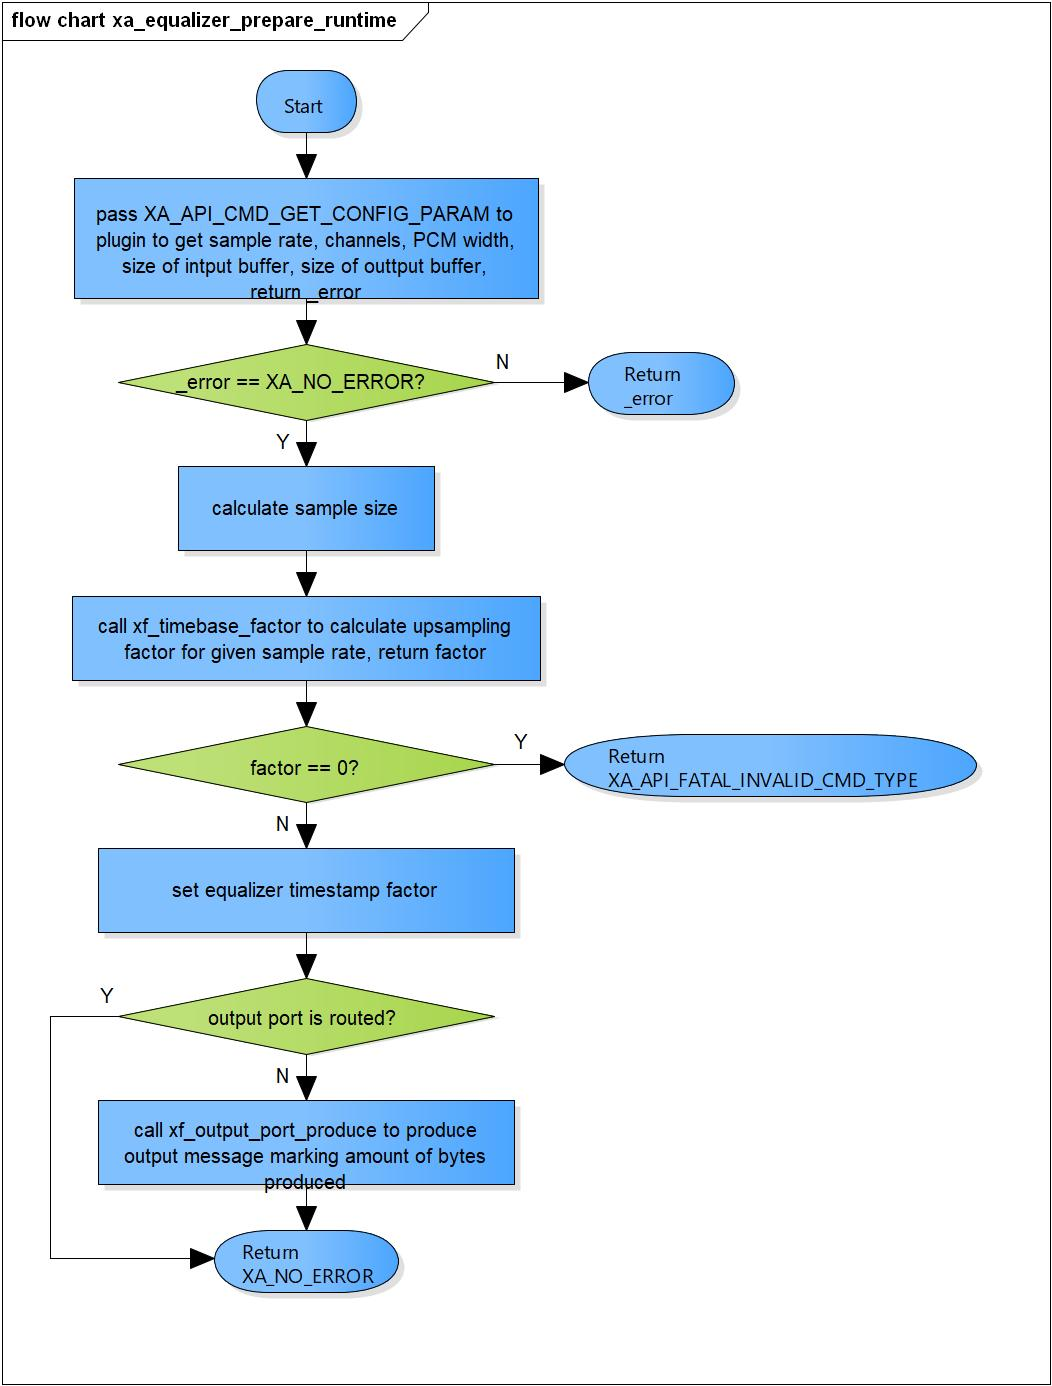 flow chart xa_equalizer_prepare_runtime
Start
pass XA_API_CMD_GET_CONFIG_PARAM to
plugin to get sample rate, channels, PCM width,
size of intput buffer, size of outtput buffer,
return _error
_error == XA_NO_ERROR?
N
Return
_error
Y
calculate sample size
call xf_timebase_factor to calculate upsampling
factor for given sample rate, return factor
factor == 0?
Y
Return
XA_API_FATAL_INVALID_CMD_TYPE
N
set equalizer timestamp factor
Y
output port is routed?
N
call xf_output_port_produce to produce
output message marking amount of bytes
produced
Return
XA_NO_ERROR